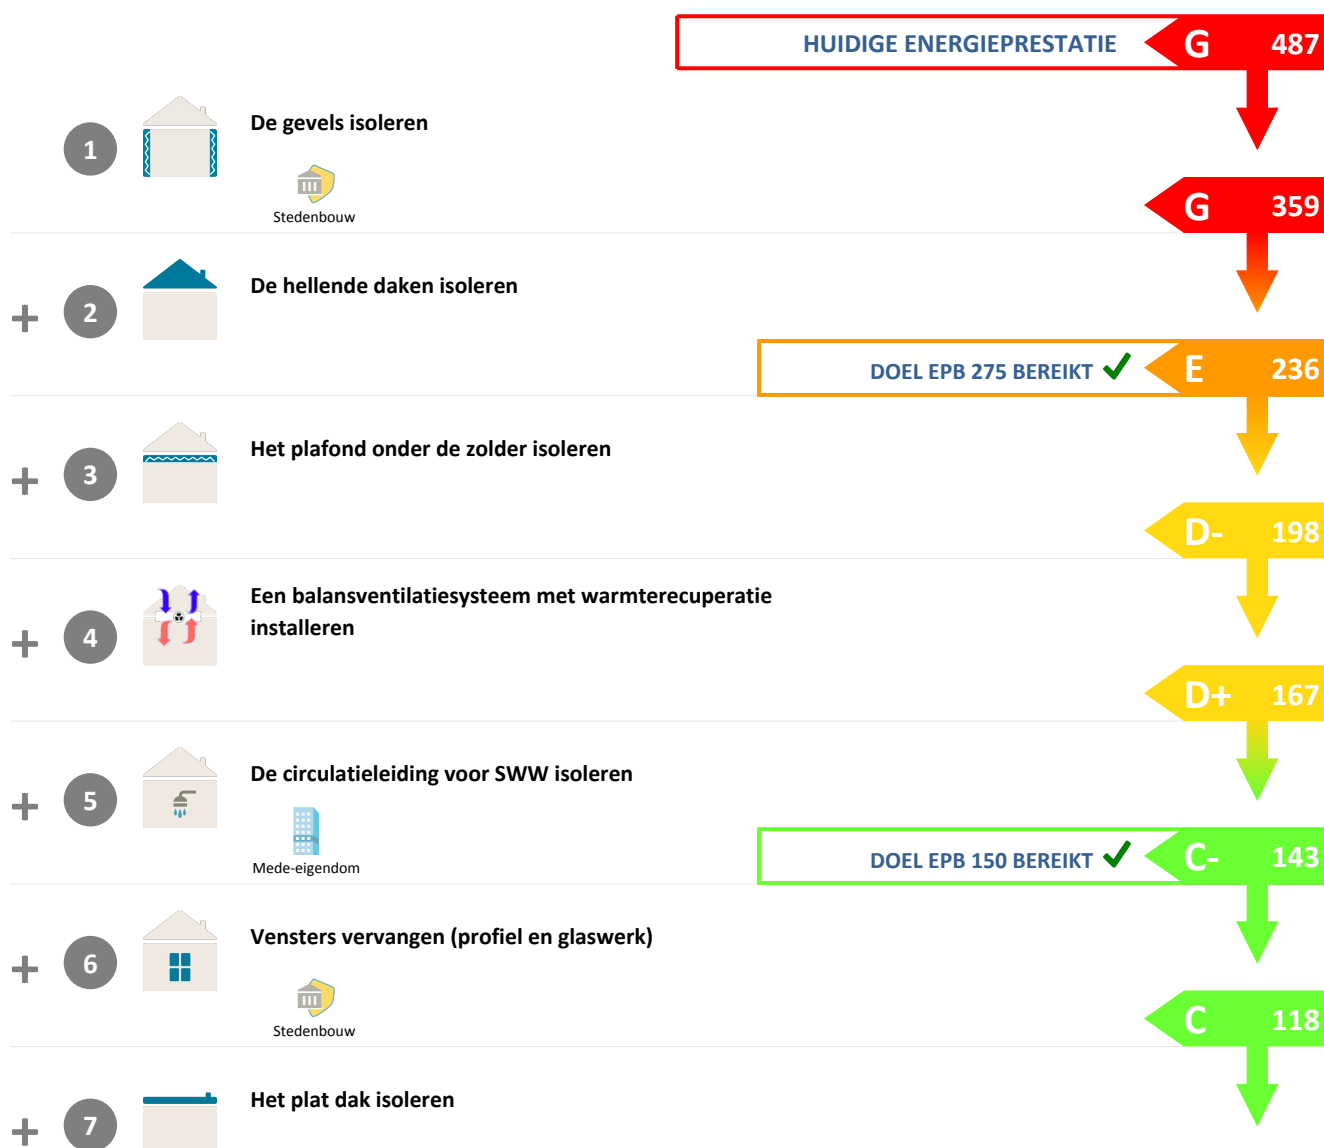 HUIDIGE ENERGIEPRESTATIE G 487
1 De gevels isoleren
Stedenbouw
G 359
+ 2 De hellende daken isoleren
DOEL EPB 275 BEREIKT E 236
+ 3 Het plafond onder de zolder isoleren
D- 198
+ 4 Een balansventilatiesysteem met warmterecuperatie
installeren
D+ 167
+ 5 De circulatieleiding voor SWW isoleren
Mede-eigendom
DOEL EPB 150 BEREIKT C- 143
+ 6 Vensters vervangen (profiel en glaswerk)
Stedenbouw
C 118
+ 7 Het plat dak isoleren